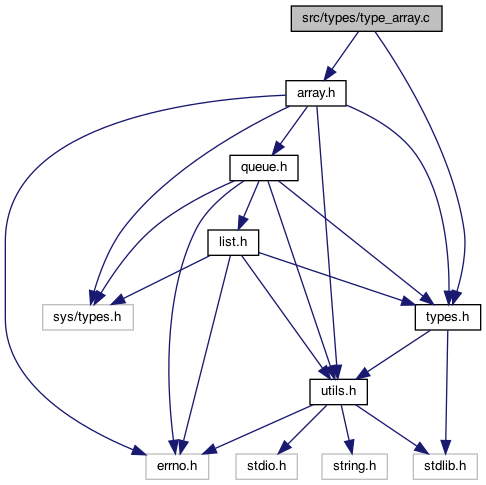 src/types/type_array.c
array.h
queue.h
list.h
sys/types.h
types.h
utils.h
errno.h
stdio.h
string.h
stdlib.h